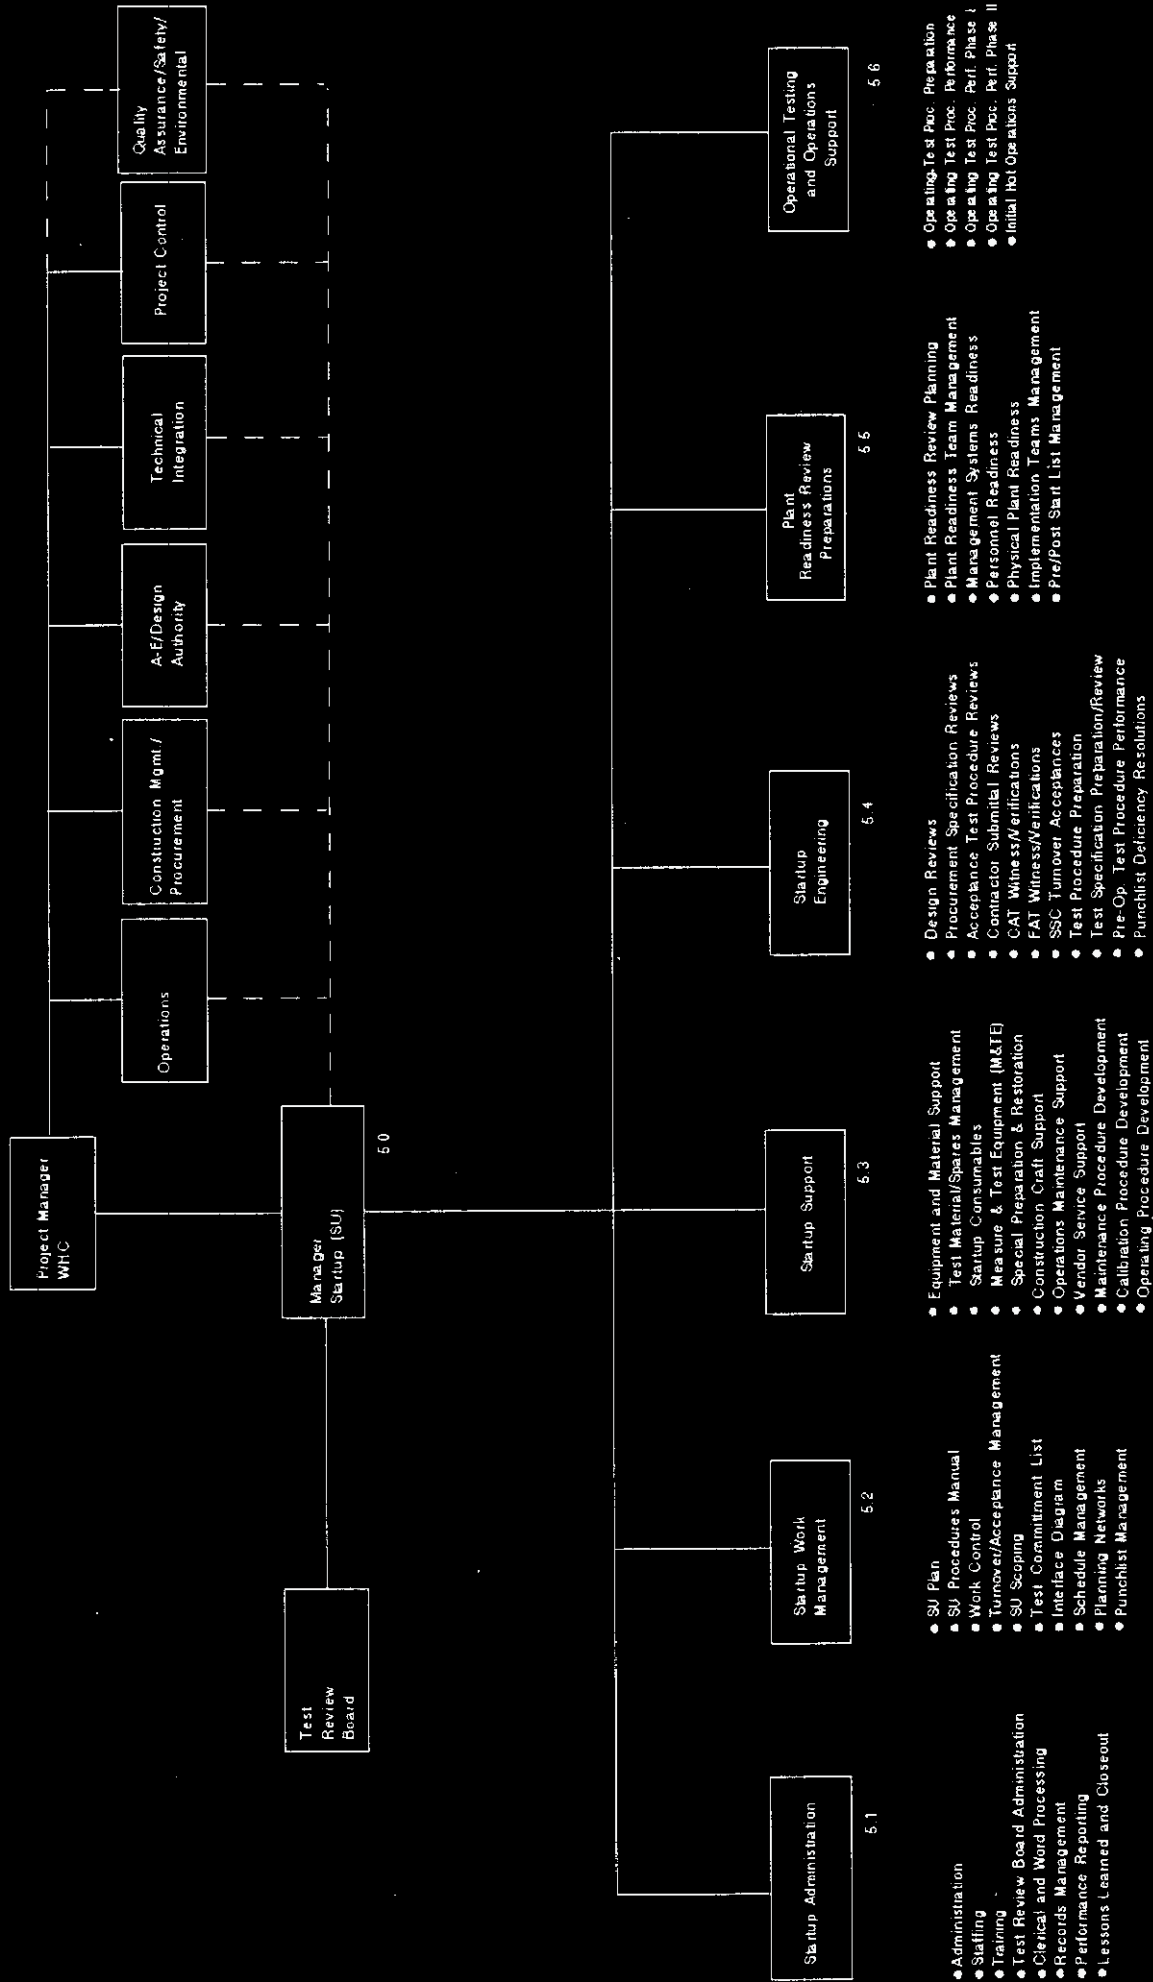 Project Manager
WHC
Operations
Construction Mgmt./
Procurement
A-E/Design
Authority
Technical
Integration
Project Control
Quality
Assurance/Safety/
Environmental
Test
Review
Board
Manager
Startup (SU)
5.0
Startup Administration
5.1
Administration
Staffing
Training
Test Review Board Administration
Clerical and Word Processing
Records Management
Performance Reporting
Lessons Learned and Closeout
Startup Work
Management
5.2
SU Plan
SU Procedures Manual
Work Control
Turnover/Acceptance Management
SU Scoping
Test Committment List
Interface Diagram
Schedule Management
Planning Networks
Punchlist Management
Startup Support
5.3
Equipment and Material Support
Test Material/Spares Management
Startup Consumables
Measure & Test Equipment (M&TE)
Special Preparation & Restoration
Construction Craft Support
Operations Maintenance Support
Vendor Service Support
Maintenance Procedure Development
Calibration Procedure Development
Operating Procedure Development
Startup
Engineering
5.4
Design Reviews
Procurement Specification Reviews
Acceptance Test Procedure Reviews
Contractor Submittal Reviews
CAT Witness/Verifications
FAT Witness/Verifications
SSC Turnover Acceptances
Test Procedure Preparation
Test Specification Preparation/Review
Pre-Op. Test Procedure Performance
Punchlist Deficiency Resolutions
Plant
Readiness Review
Preparations
5.5
Plant Readiness Review Planning
Plant Readiness Team Management
Management Systems Readiness
Personnel Readiness
Physical Plant Readiness
Implementation Teams Management
Pre/Post Start List Management
Operational Testing
and Operations
Support
5.6
Operating Test Proc. Preparation
Operating Test Proc. Performance
Operating Test Proc. Perf. Phase I
Operating Test Proc. Perf. Phase II
Initial Hot Operations Support